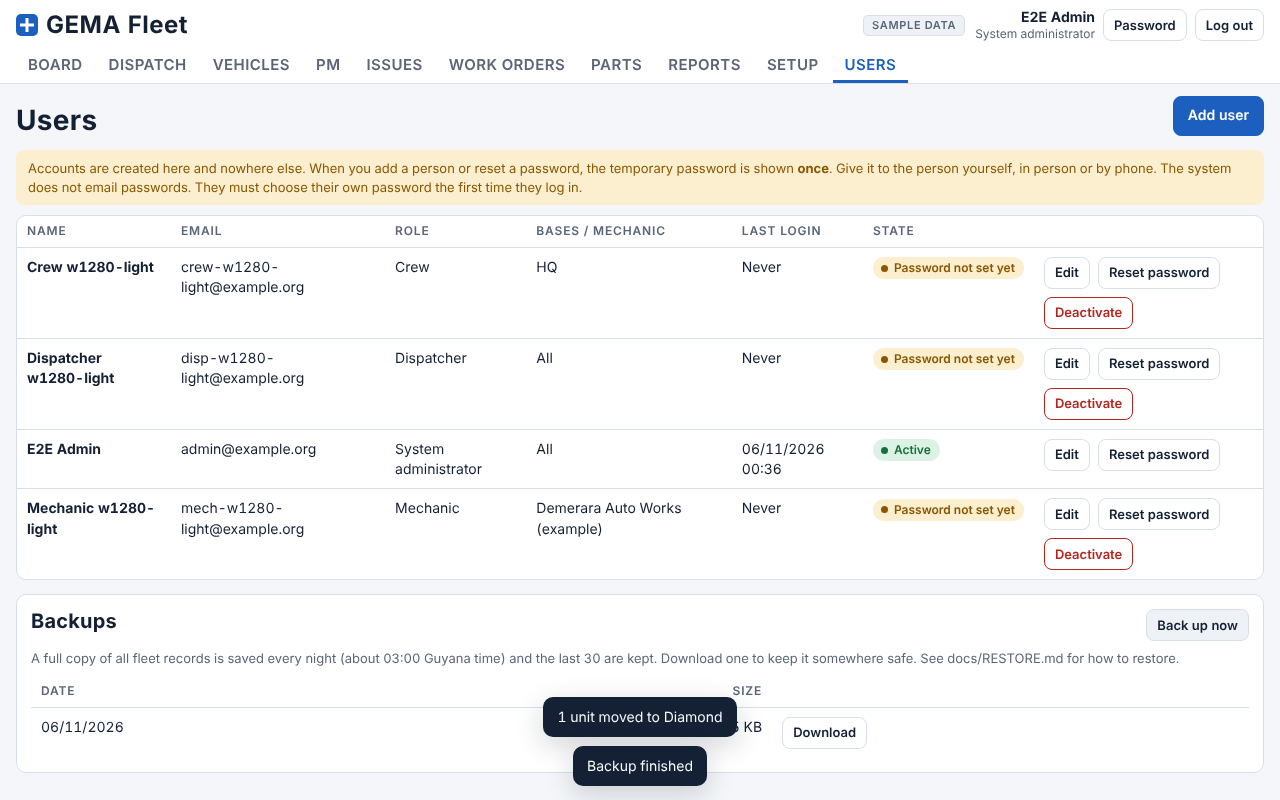 GEMA Fleet
SAMPLE DATA
E2E Admin
System administrator
Password
Log out
BOARD DISPATCH VEHICLES PM ISSUES WORK ORDERS PARTS REPORTS SETUP USERS
Users
Add user
Accounts are created here and nowhere else. When you add a person or reset a password, the temporary password is shown once. Give it to the person yourself, in person or by phone. The system
does not email passwords. They must choose their own password the first time they log in.
NAME EMAIL ROLE BASES / MECHANIC LAST LOGIN STATE
Crew w1280-light crew-w1280- Crew HQ Never Password not set yet Edit Reset password
light@example.org
Deactivate
Dispatcher disp-w1280- Dispatcher All Never Password not set yet Edit Reset password
w1280-light light@example.org
Deactivate
E2E Admin admin@example.org System All 06/11/2026 Active Edit Reset password
administrator 00:36
Mechanic w1280- mech-w1280- Mechanic Demerara Auto Works Never Password not set yet Edit Reset password
light light@example.org (example)
Deactivate
Backups
Back up now
A full copy of all fleet records is saved every night (about 03:00 Guyana time) and the last 30 are kept. Download one to keep it somewhere safe. See docs/RESTORE.md for how to restore.
DATE SIZE
06/11/2026 KB Download
1 unit moved to Diamond
Backup finished